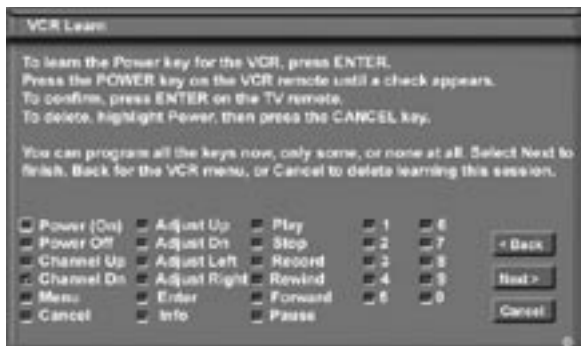 VCR Learn
To learn the Power key for the VCR, press ENTER.
Press the POWER key on the VCR remote until a check appears.
To confirm, press ENTER on the TV remote.
To delete, highlight Power, then press the CANCEL key.
You can program all the keys now, only some, or none at all. Select Next to
finish. Back for the VCR menu, or Cancel to delete learning this session.
Power (On) Adjust Up Play 1 6
Power Off Adjust Dn Stop 2 7 < Back
Channel Up Adjust Left Record 3 8
Channel Dn Adjust Right Rewind 4 9 Next >
Menu Enter Forward 5 0
Cancel Info Pause Cancel